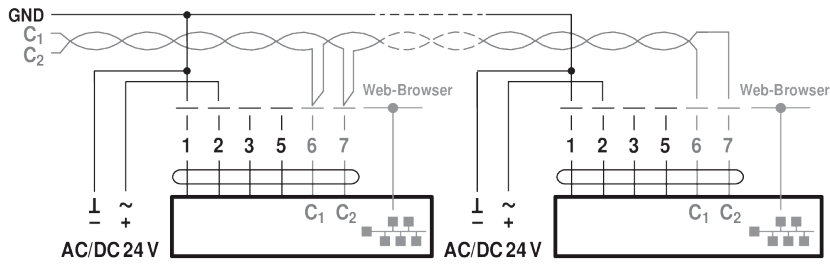 GND
C1
C2
Web-Browser Web-Browser
1 2 3 5 6 7 1 2 3 5 6 7
⊥ ~ C1 C2 ⊥ ~ C1 C2
− + − +
AC/DC 24 V AC/DC 24 V